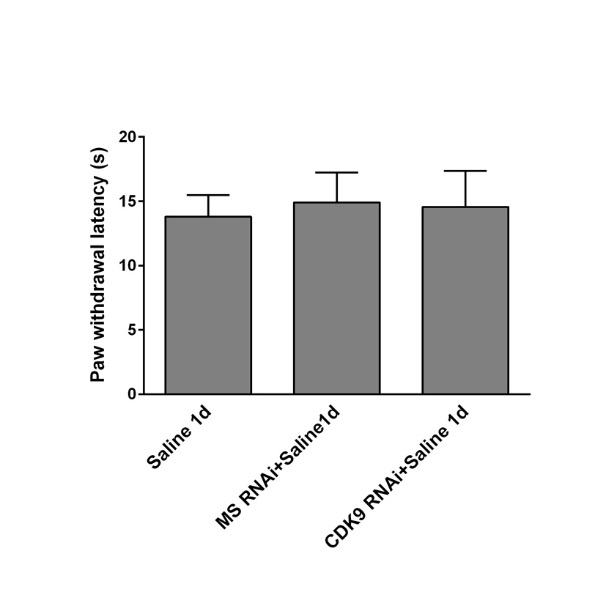 Paw withdrawal latency (s)
20
15
10
5
0
Saline 1d
MS RNAi+Saline1d
CDK9 RNAi+Saline 1d